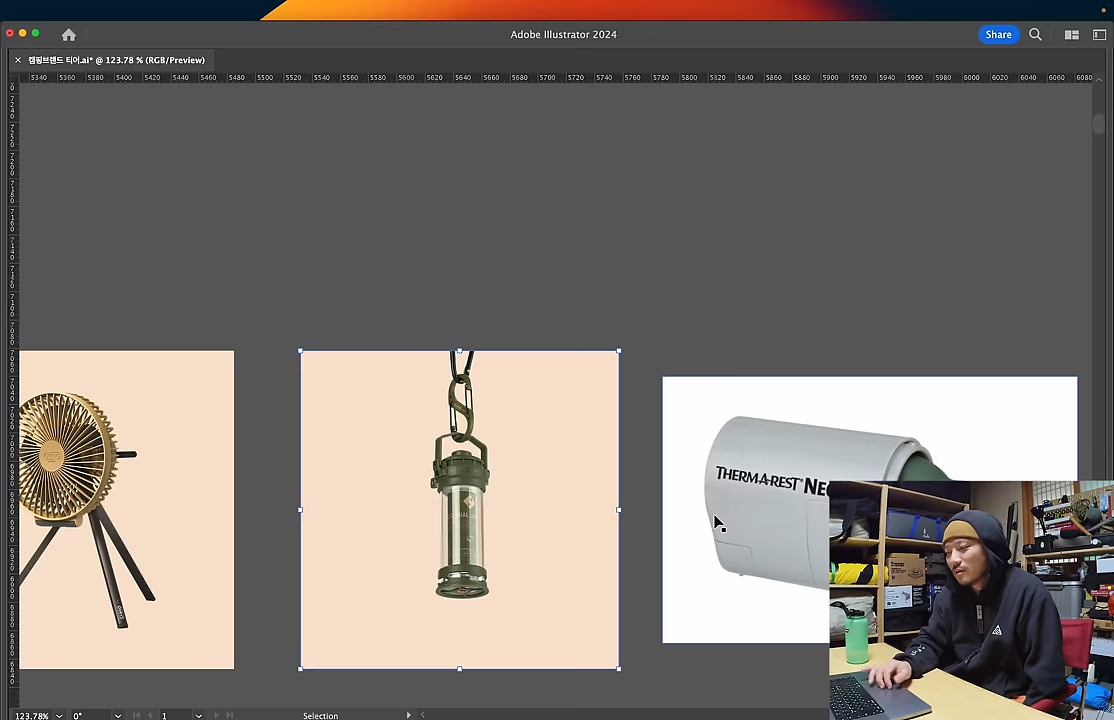 Adobe Illustrator 2024
Share
× 캠핑브랜드 티어.ai* @ 123.78 % (RGB/Preview)
5340 5360 5380 5400 5420 5440 5460 5480 5500 5520 5540 5560 5580 5600 5620 5640 5660 5680 5700 5720 5740 5760 5780 5800 5820 5840 5860 5880 5900 5920 5940 5960 5980 6000 6020 6040 6060 6080
THERM-A-REST
123.78% 0° 1 Selection